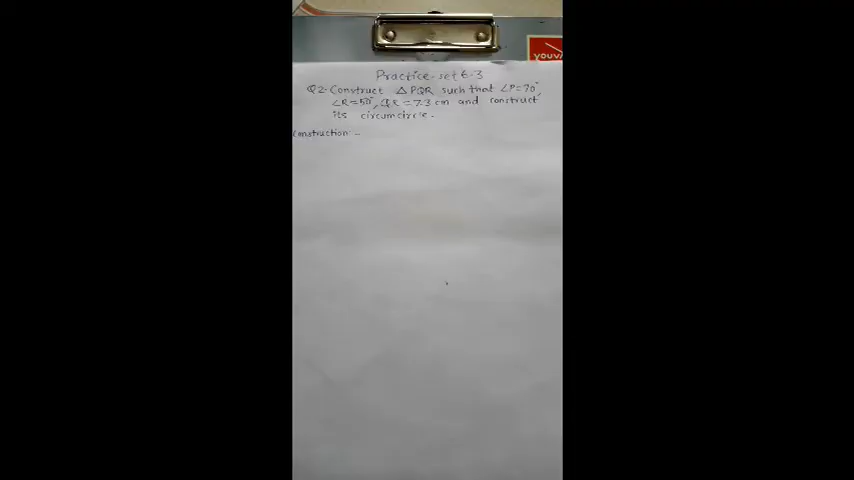 YOUVA
Practice set 6.3
Q2. Construct △PQR such that ∠P=70°,
∠R=50°, QR = 7.3 cm and construct
its circumcircle.
Construction: -